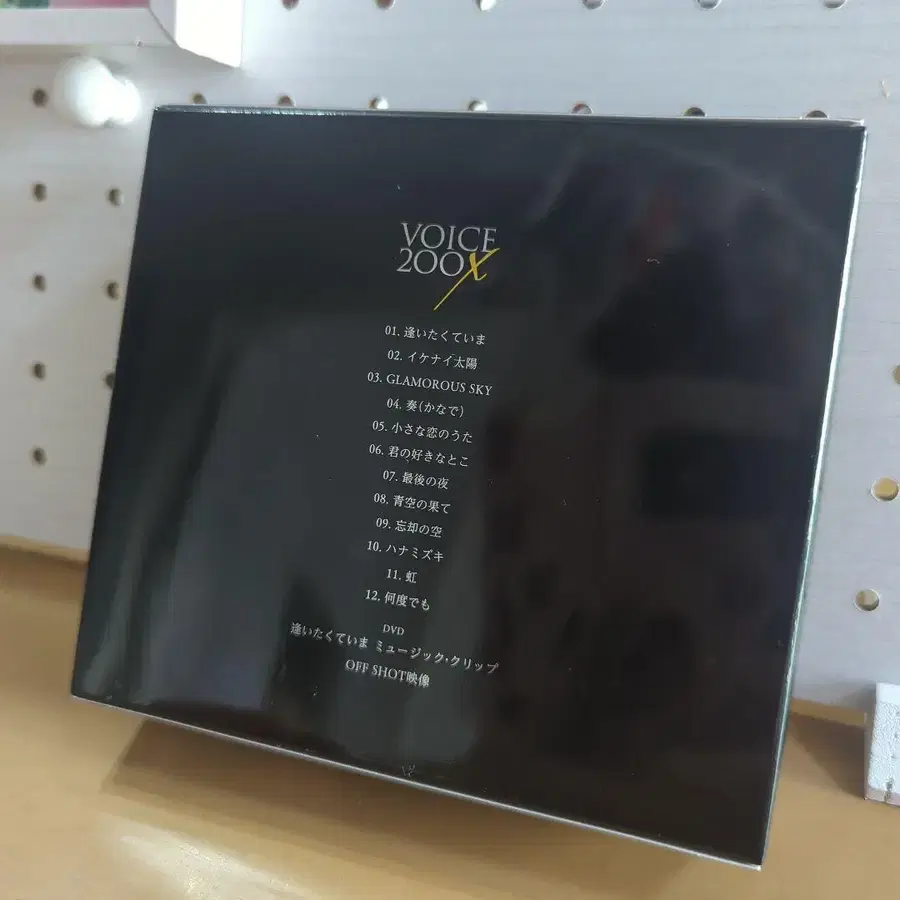 VOICE
200X
01. 逢いたくていま
02. イケナイ太陽
03. GLAMOROUS SKY
04. 奏(かなで)
05. 小さな恋のうた
06. 君の好きなとこ
07. 最後の夜
08. 青空の果て
09. 忘却の空
10. ハナミズキ
11. 虹
12. 何度でも
DVD
逢いたくていま ミュージック・クリップ
OFF SHOT映像